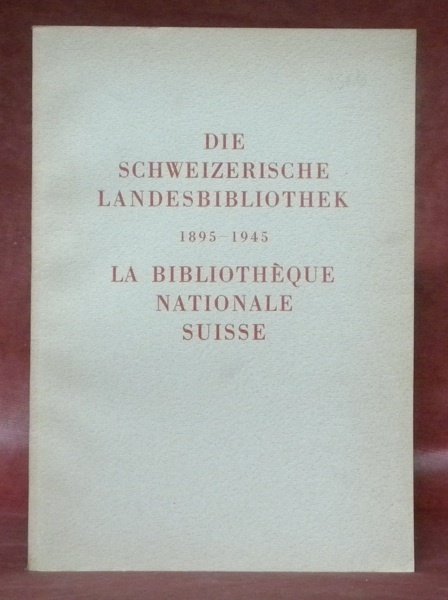 DIE
SCHWEIZERISCHE
LANDESBIBLIOTHEK
1895-1945
LA BIBLIOTHÈQUE
NATIONALE
SUISSE